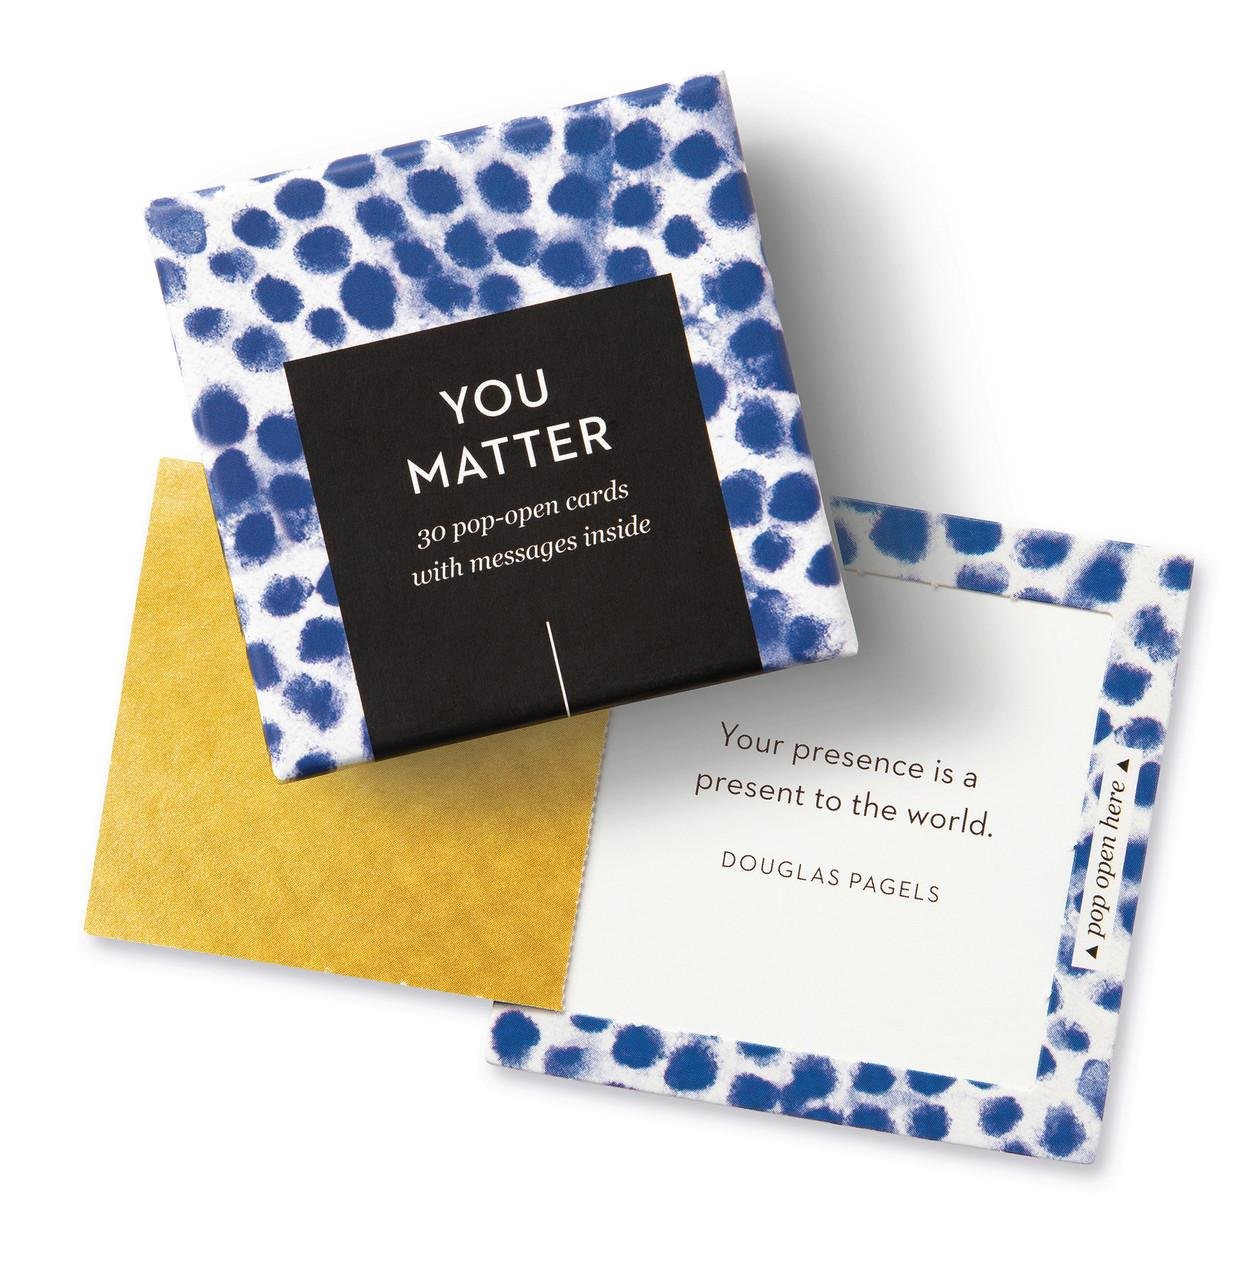 YOU
MATTER
30 pop-open cards
with messages inside
Your presence is a
present to the world.
DOUGLAS PAGELS
▲ pop open here ▲